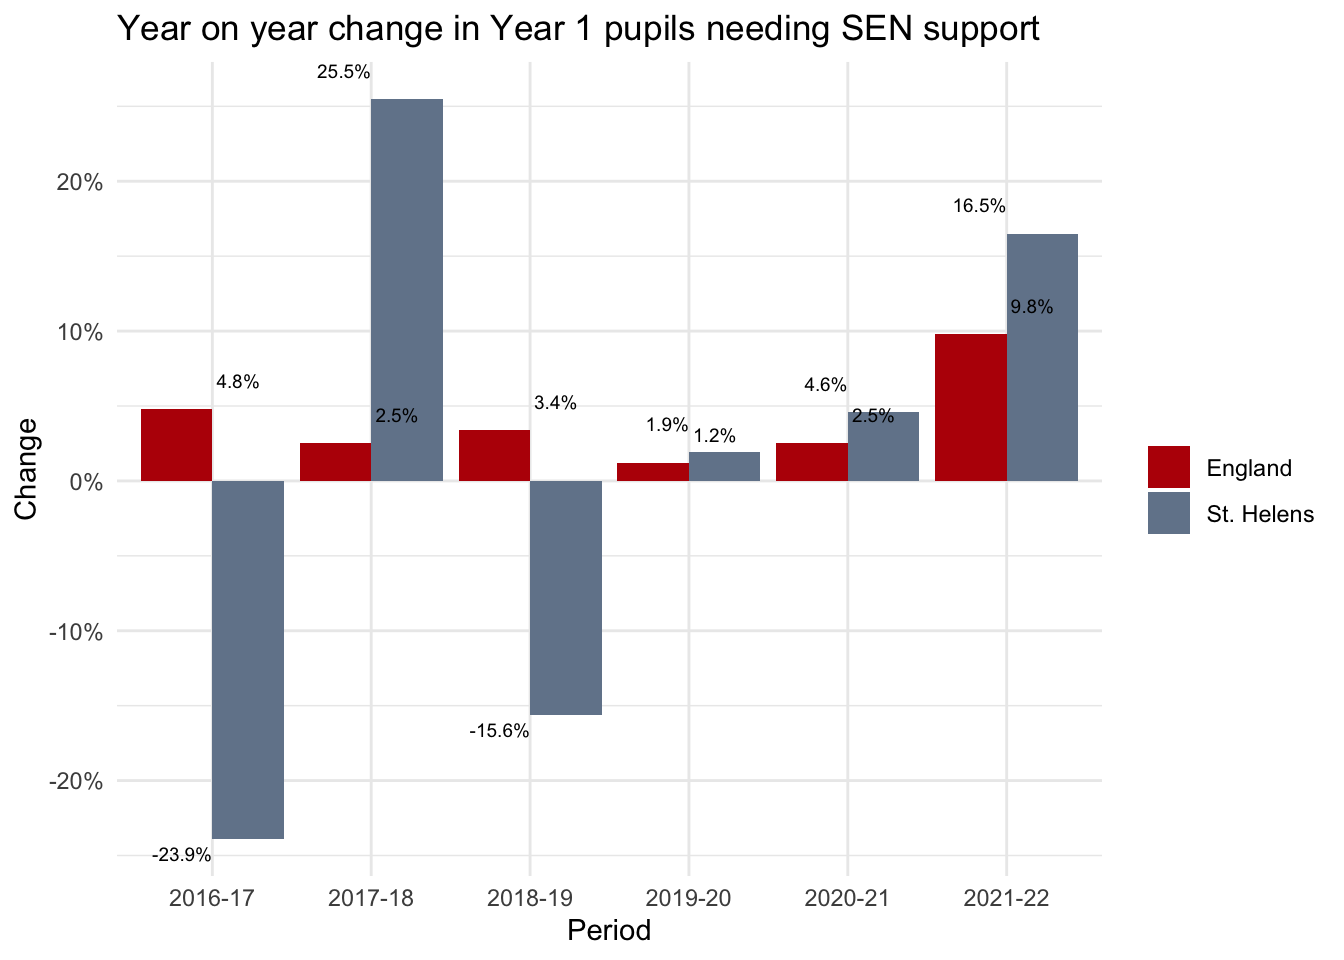 Year on year change in Year 1 pupils needing SEN support
25.5%
20%
16.5%
9.8%
10%
4.8%
4.6%
3.4%
2.5%
2.5%
1.9%
1.2%
0%
England
St. Helens
Change
-10%
-15.6%
-20%
-23.9%
2016-17 2017-18 2018-19 2019-20 2020-21 2021-22
Period